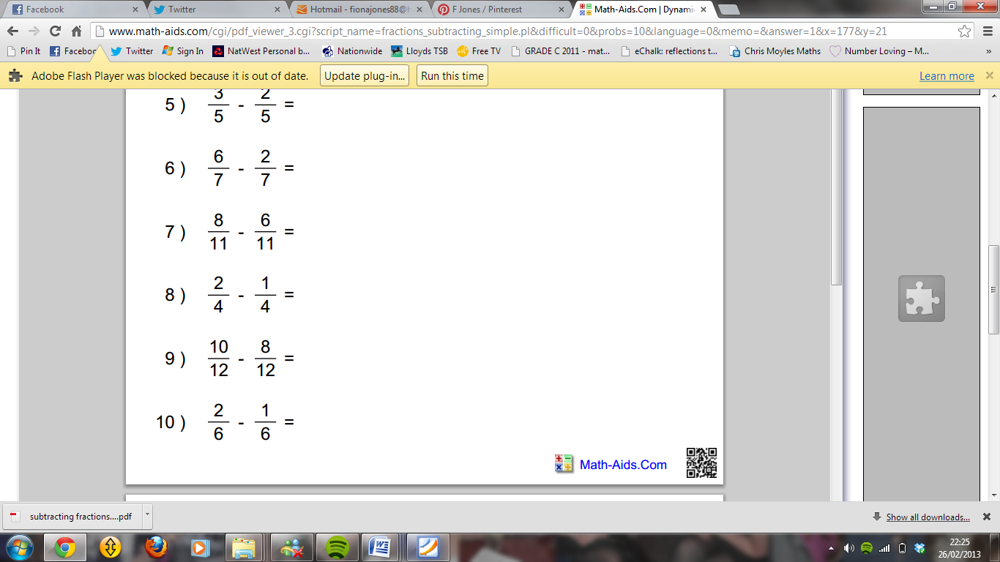 Facebook
Twitter
Hotmail - fionajones88@h
F Jones / Pinterest
Math-Aids.Com | Dynamic
www.math-aids.com/cgi/pdf_viewer_3.cgi?script_name=fractions_subtracting_simple.pl&difficult=0&probs=10&language=0&memo=&answer=1&x=177&y=21
Pin It Faceboo Twitter Sign In NatWest Personal b... Nationwide Lloyds TSB Free TV GRADE C 2011 - mat... eChalk: reflections t... Chris Moyles Maths Number Loving – M... »
Adobe Flash Player was blocked because it is out of date. Update plug-in... Run this time Learn more
5 ) 3/5 - 2/5 =
6 ) 6/7 - 2/7 =
7 ) 8/11 - 6/11 =
8 ) 2/4 - 1/4 =
9 ) 10/12 - 8/12 =
10 ) 2/6 - 1/6 =
Math-Aids.Com
subtracting fractions....pdf
Show all downloads...
22:25
26/02/2013